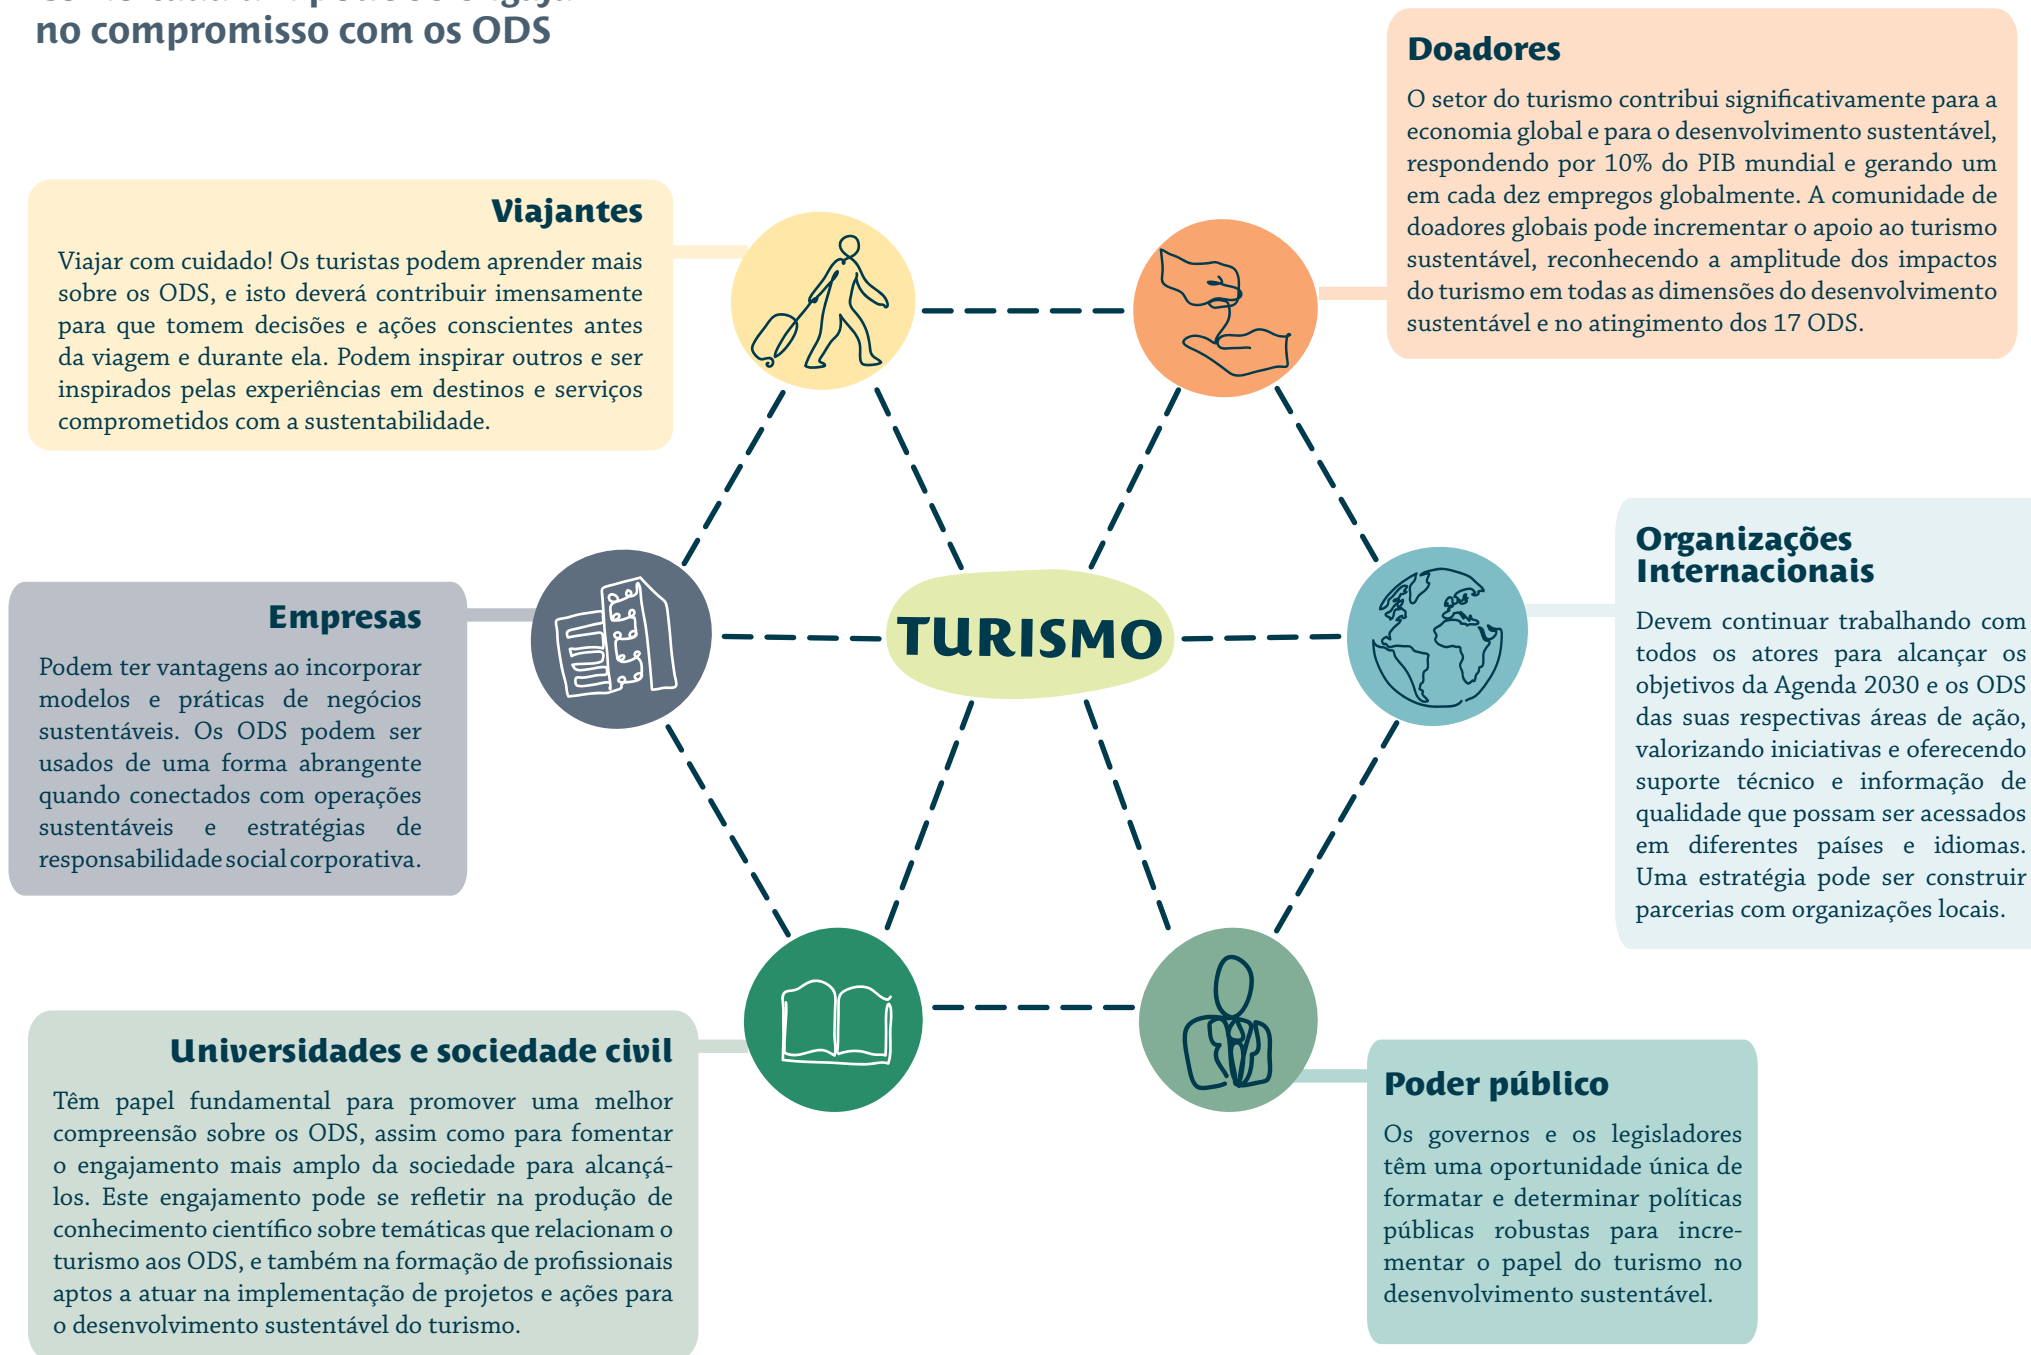 no compromisso com os ODS
Doadores
O setor do turismo contribui significativamente para a
economia global e para o desenvolvimento sustentável,
respondendo por 10% do PIB mundial e gerando um
em cada dez empregos globalmente. A comunidade de
doadores globais pode incrementar o apoio ao turismo
sustentável, reconhecendo a amplitude dos impactos
do turismo em todas as dimensões do desenvolvimento
sustentável e no atingimento dos 17 ODS.
Viajantes
Viajar com cuidado! Os turistas podem aprender mais
sobre os ODS, e isto deverá contribuir imensamente
para que tomem decisões e ações conscientes antes
da viagem e durante ela. Podem inspirar outros e ser
inspirados pelas experiências em destinos e serviços
comprometidos com a sustentabilidade.
Organizações
Internacionais
Devem continuar trabalhando com
todos os atores para alcançar os
objetivos da Agenda 2030 e os ODS
das suas respectivas áreas de ação,
valorizando iniciativas e oferecendo
suporte técnico e informação de
qualidade que possam ser acessados
em diferentes países e idiomas.
Uma estratégia pode ser construir
parcerias com organizações locais.
Empresas
Podem ter vantagens ao incorporar
modelos e práticas de negócios
sustentáveis. Os ODS podem ser
usados de uma forma abrangente
quando conectados com operações
sustentáveis e estratégias de
responsabilidade social corporativa.
TURISMO
Universidades e sociedade civil
Têm papel fundamental para promover uma melhor
compreensão sobre os ODS, assim como para fomentar
o engajamento mais amplo da sociedade para alcançá-
los. Este engajamento pode se refletir na produção de
conhecimento científico sobre temáticas que relacionam o
turismo aos ODS, e também na formação de profissionais
aptos a atuar na implementação de projetos e ações para
o desenvolvimento sustentável do turismo.
Poder público
Os governos e os legisladores
têm uma oportunidade única de
formatar e determinar políticas
públicas robustas para incre-
mentar o papel do turismo no
desenvolvimento sustentável.